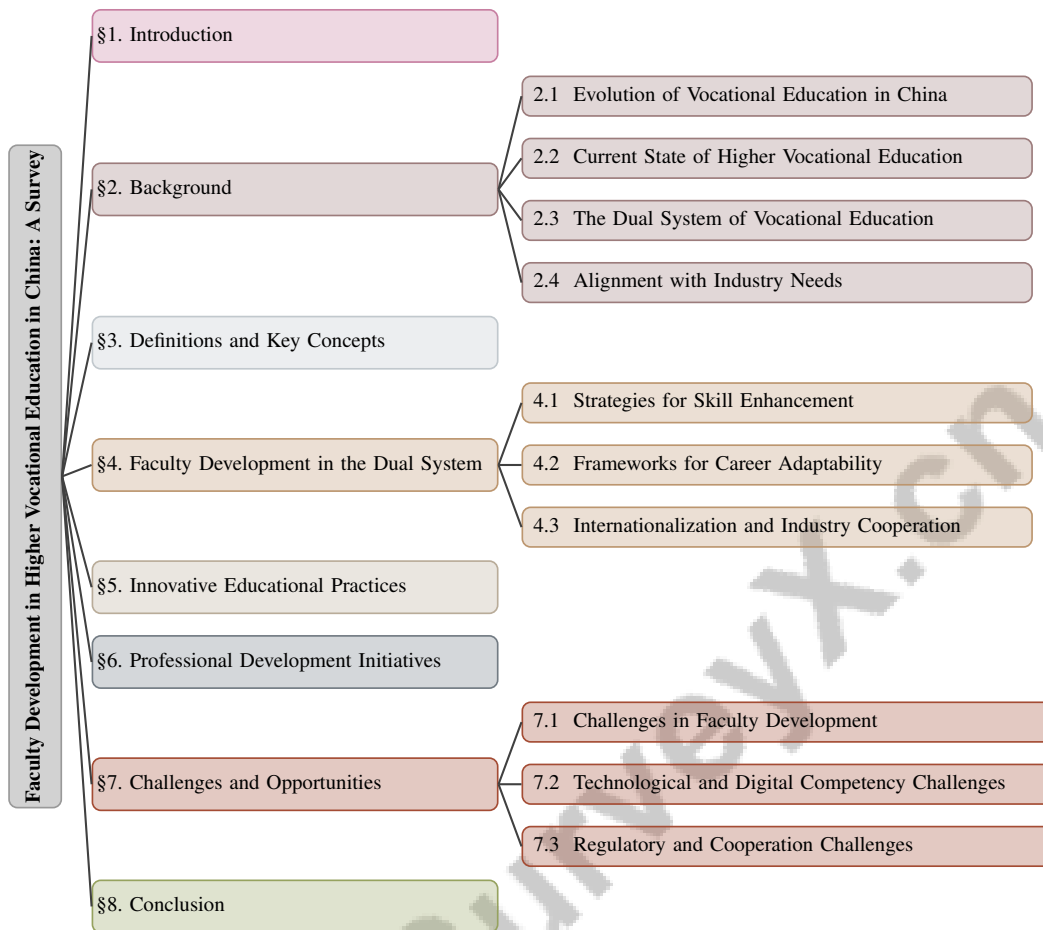 Faculty Development in Higher Vocational Education in China: A Survey
§1. Introduction
§2. Background
2.1 Evolution of Vocational Education in China
2.2 Current State of Higher Vocational Education
2.3 The Dual System of Vocational Education
2.4 Alignment with Industry Needs
§3. Definitions and Key Concepts
§4. Faculty Development in the Dual System
4.1 Strategies for Skill Enhancement
4.2 Frameworks for Career Adaptability
4.3 Internationalization and Industry Cooperation
§5. Innovative Educational Practices
§6. Professional Development Initiatives
§7. Challenges and Opportunities
7.1 Challenges in Faculty Development
7.2 Technological and Digital Competency Challenges
7.3 Regulatory and Cooperation Challenges
§8. Conclusion
urveyX.cn